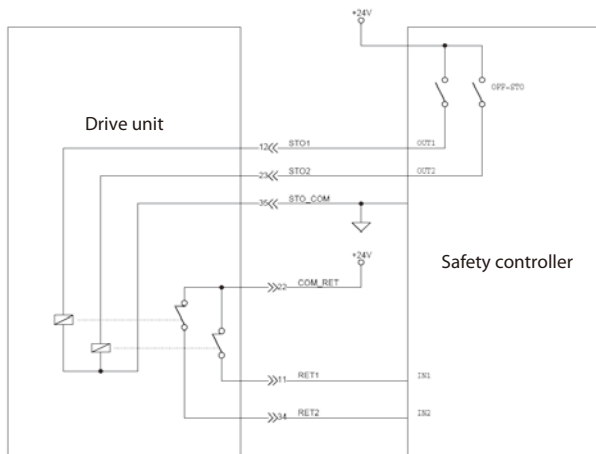 +24V
OFF=STO
Drive unit
12 STO1 OUT1
23 STO2 OUT2
35 STO_COM
+24V
Safety controller
22 COM_RET
11 RET1 IN1
34 RET2 IN2